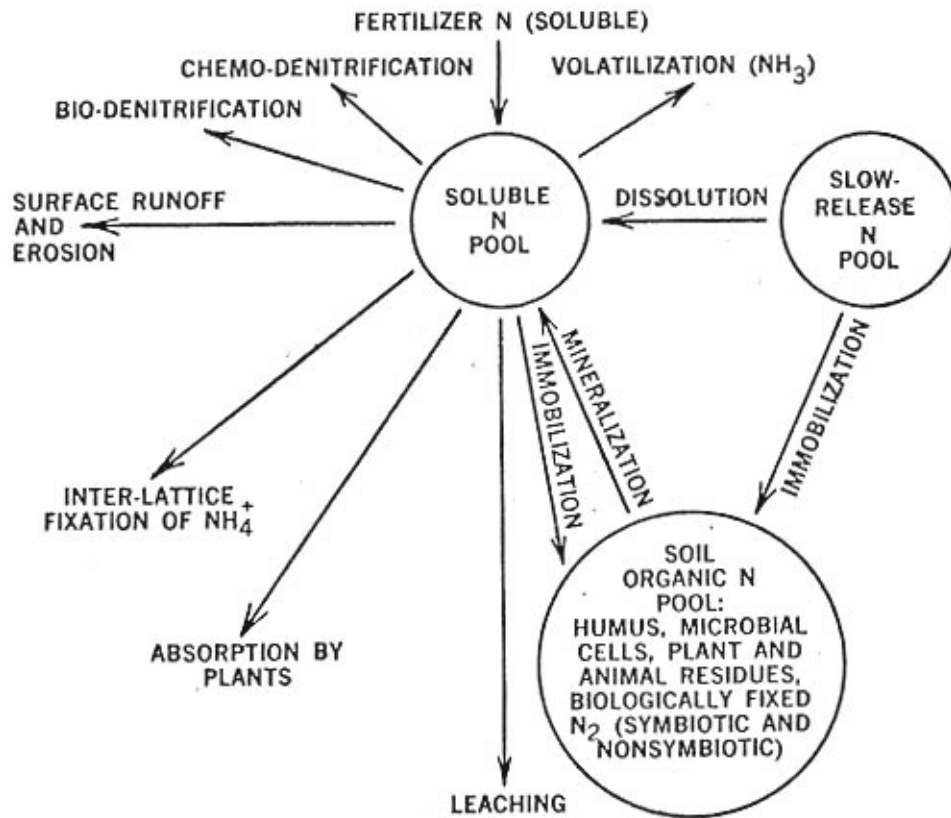 FERTILIZER N (SOLUBLE)
CHEMO-DENITRIFICATION
VOLATILIZATION (NH3)
BIO-DENITRIFICATION
SURFACE RUNOFF
AND
EROSION
SOLUBLE
N
POOL
DISSOLUTION
SLOW-
RELEASE
N
POOL
IMMOBILIZATION
MINERALIZATION
IMMOBILIZATION
INTER-LATTICE
FIXATION OF NH4+
ABSORPTION BY
PLANTS
LEACHING
SOIL
ORGANIC N
POOL:
HUMUS, MICROBIAL
CELLS, PLANT AND
ANIMAL RESIDUES,
BIOLOGICALLY FIXED
N2 (SYMBIOTIC AND
NONSYMBIOTIC)